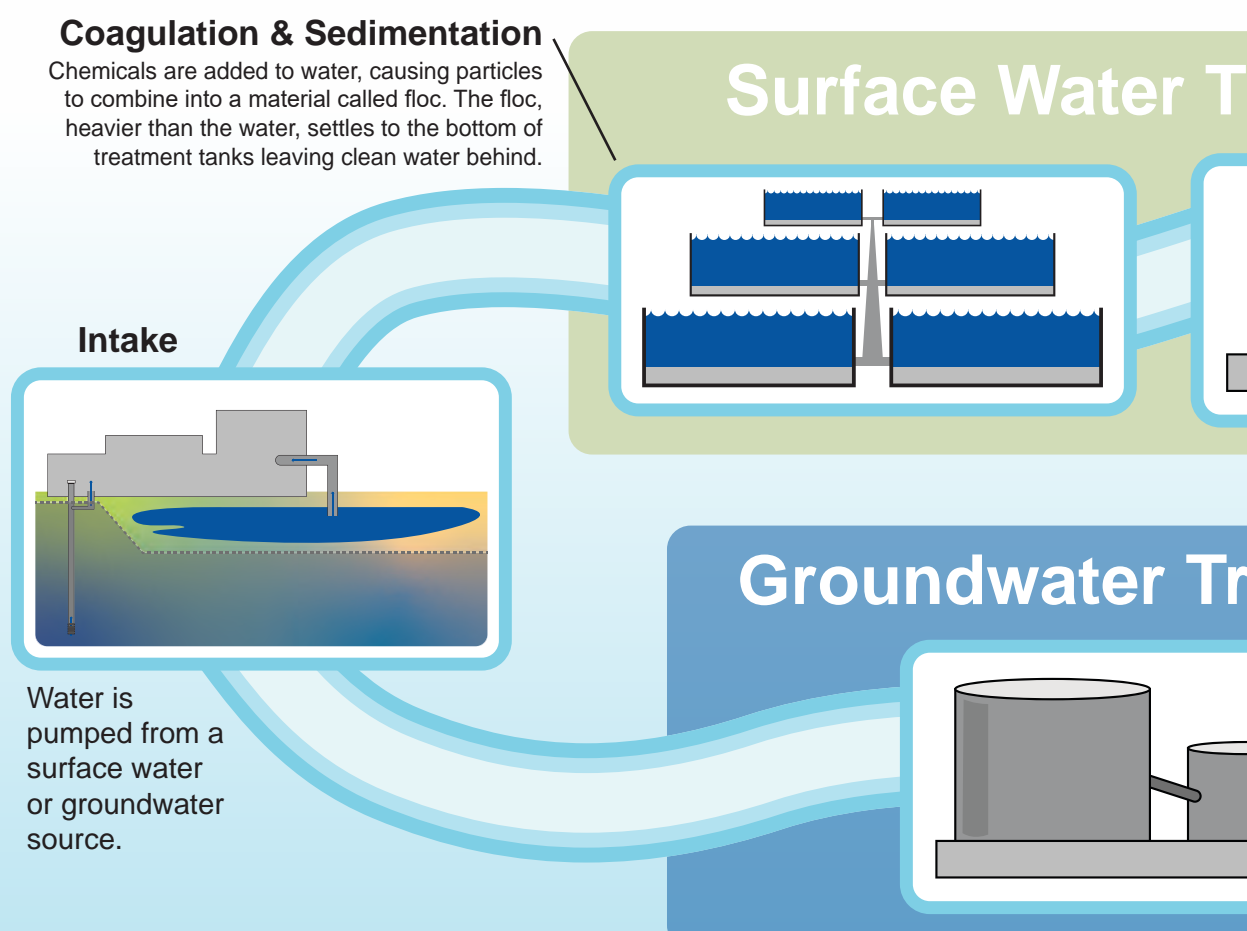 Coagulation & Sedimentation
Chemicals are added to water, causing particles
to combine into a material called floc. The floc,
heavier than the water, settles to the bottom of
treatment tanks leaving clean water behind.
Surface Water T
Intake
Water is
pumped from a
surface water
or groundwater
source.
Groundwater Tr